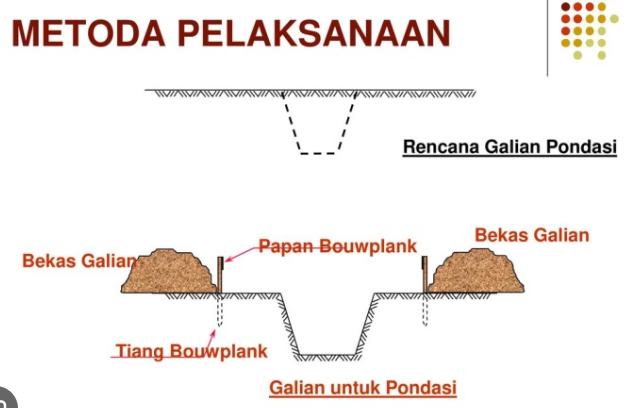 METODA PELAKSANAAN
Rencana Galian Pondasi
Papan Bouwplank
Bekas Galian
Bekas Galian
Tiang Bouwplank
Galian untuk Pondasi